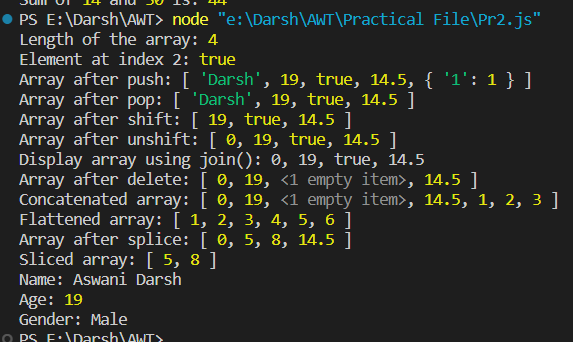 Sum of 14 and 30 is: 44
PS E:\Darsh\AWT> node "e:\Darsh\AWT\Practical File\Pr2.js"
Length of the array: 4
Element at index 2: true
Array after push: [ 'Darsh', 19, true, 14.5, { '1': 1 } ]
Array after pop: [ 'Darsh', 19, true, 14.5 ]
Array after shift: [ 19, true, 14.5 ]
Array after unshift: [ 0, 19, true, 14.5 ]
Display array using join(): 0, 19, true, 14.5
Array after delete: [ 0, 19, <1 empty item>, 14.5 ]
Concatenated array: [ 0, 19, <1 empty item>, 14.5, 1, 2, 3 ]
Flattened array: [ 1, 2, 3, 4, 5, 6 ]
Array after splice: [ 0, 5, 8, 14.5 ]
Sliced array: [ 5, 8 ]
Name: Aswani Darsh
Age: 19
Gender: Male
PS E:\Darsh\AWT>